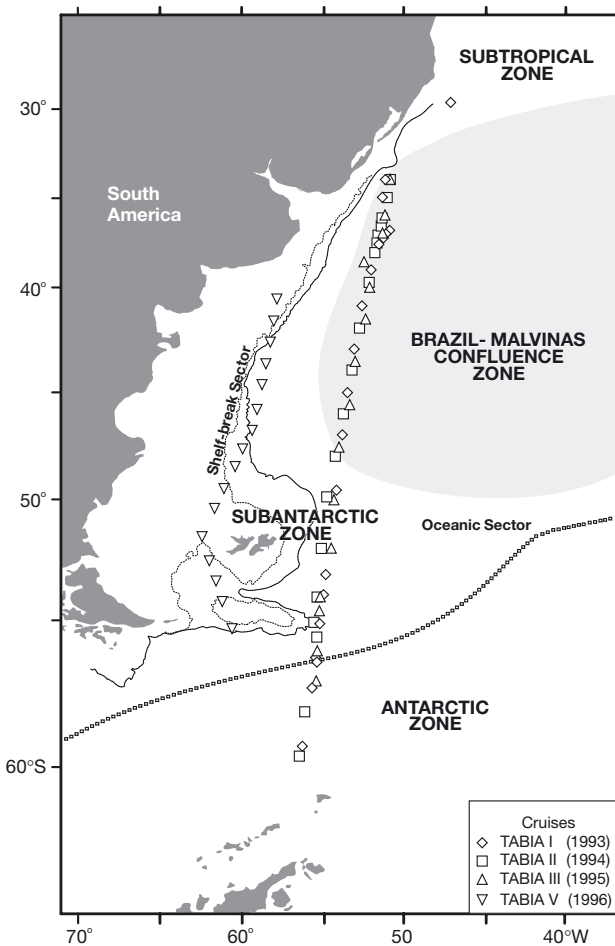 SUBTROPICAL
ZONE
30°
South
America
40°
BRAZIL- MALVINAS
CONFLUENCE
ZONE
Shelf-break Sector
50°
SUBANTARCTIC
ZONE
Oceanic Sector
ANTARCTIC
ZONE
60°S
Cruises
TABIA I (1993)
TABIA II (1994)
TABIA III (1995)
TABIA V (1996)
70°
60°
50°
40°W